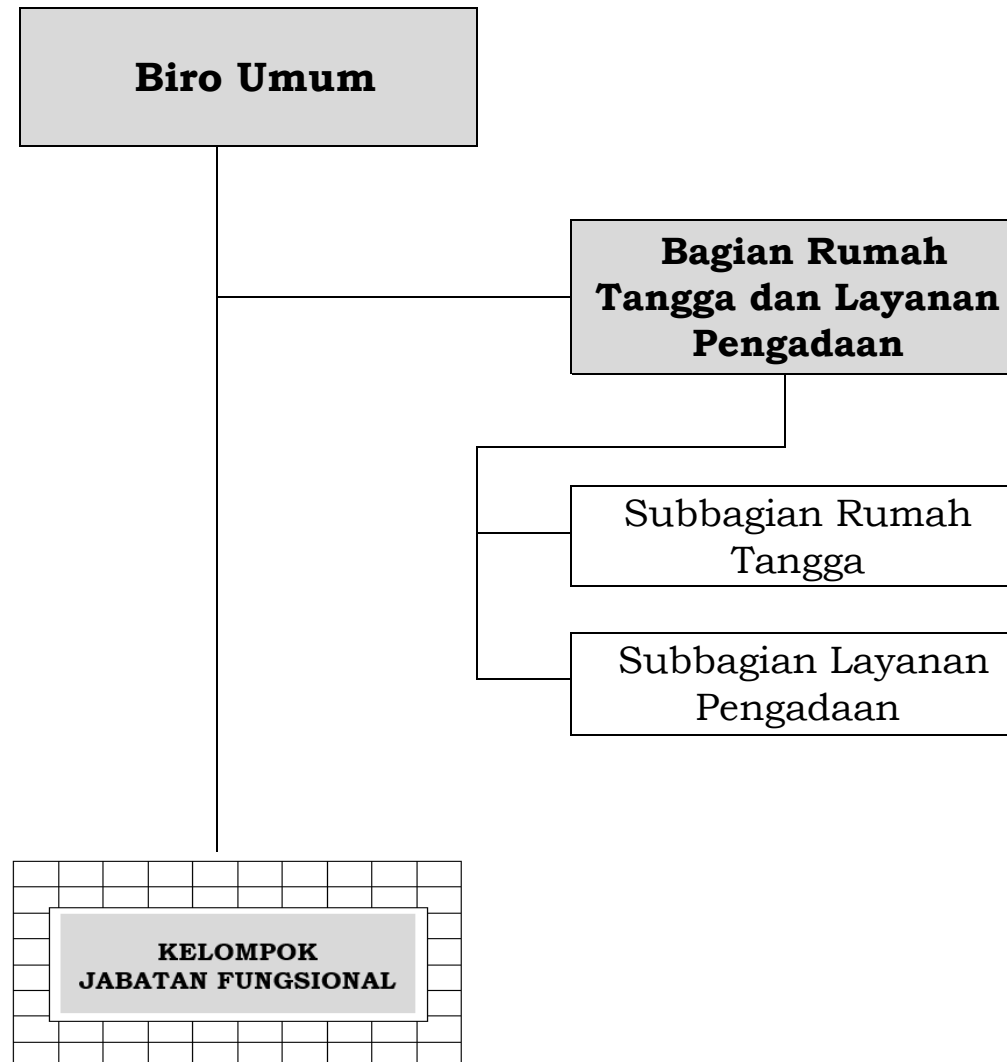 Biro Umum
Bagian Rumah
Tangga dan Layanan
Pengadaan
Subbagian Rumah
Tangga
Subbagian Layanan
Pengadaan
KELOMPOK
JABATAN FUNGSIONAL